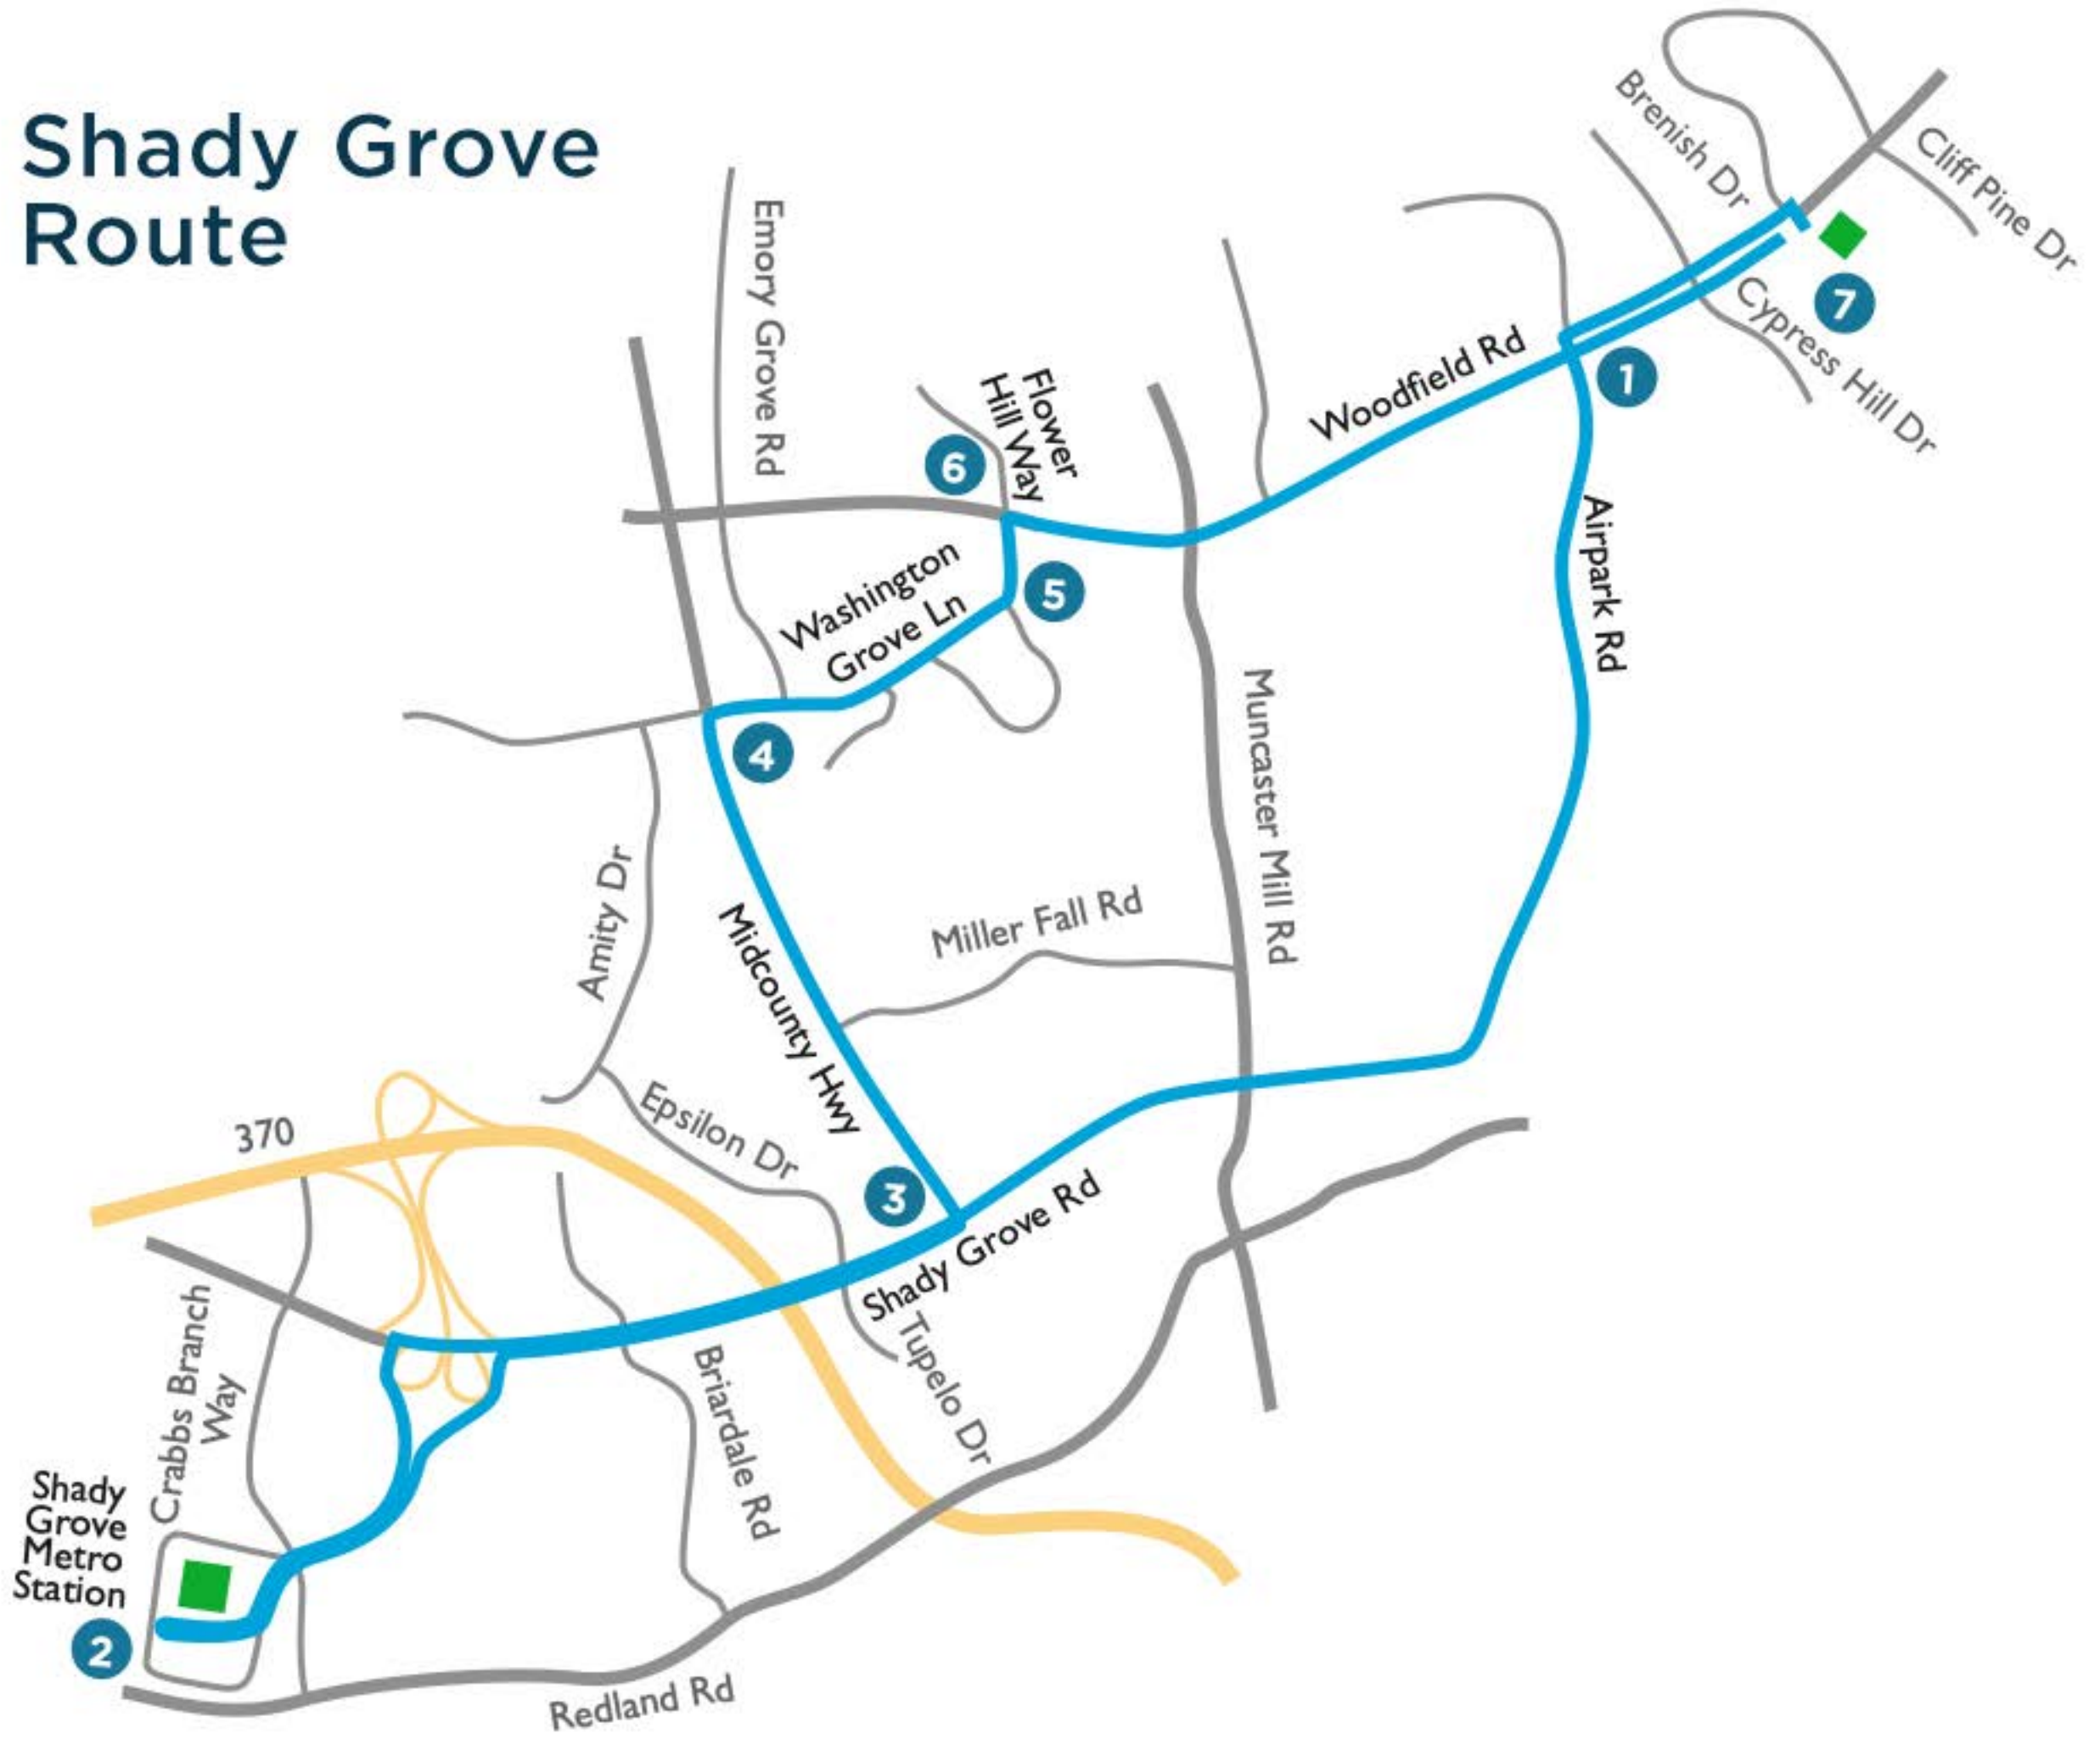 Shady Grove
Route
Brenish Dr
Cliff Pine Dr
Emory Grove Rd
7
Cypress Hill Dr
Woodfield Rd
1
Flower
Hill Way
6
Airpark Rd
Washington
Grove Ln
5
Muncaster Mill Rd
4
Amity Dr
Miller Fall Rd
Midcounty Hwy
370
Epsilon Dr
3
Shady Grove Rd
Crabbs Branch
Way
Tupelo Dr
Briardale Rd
Shady
Grove
Metro
Station
2
Redland Rd